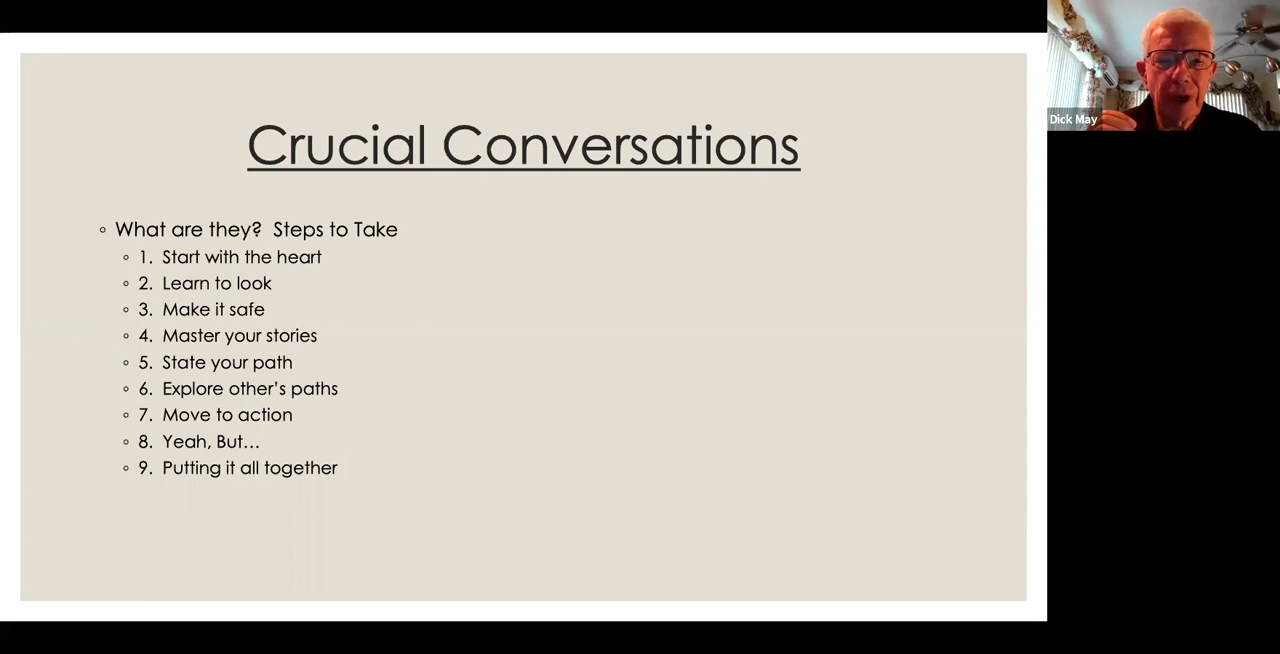 Crucial Conversations
◦ What are they?  Steps to Take
◦ 1.  Start with the heart
◦ 2.  Learn to look
◦ 3.  Make it safe
◦ 4.  Master your stories
◦ 5.  State your path
◦ 6.  Explore other’s paths
◦ 7.  Move to action
◦ 8.  Yeah, But…
◦ 9.  Putting it all together
Dick May